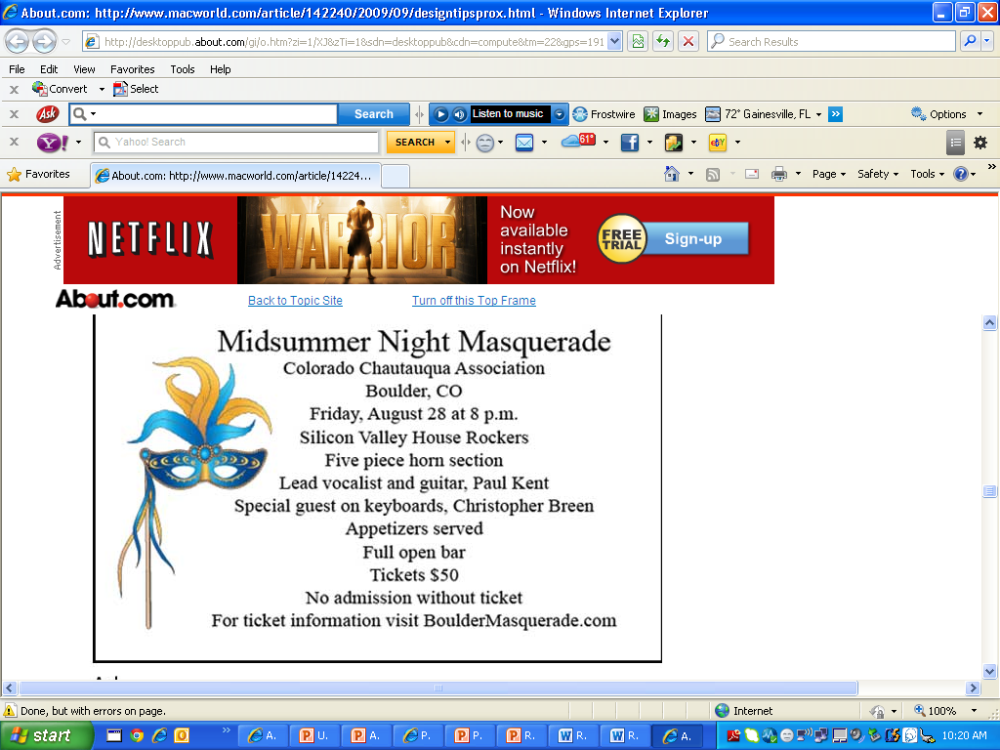 About.com: http://www.macworld.com/article/142240/2009/09/designtipsprox.html - Windows Internet Explorer
http://desktoppub.about.com/gi/o.htm?zi=1/XJ&zTi=1&sdn=desktoppub&cdn=compute&tm=22&gps=191
Search Results
File Edit View Favorites Tools Help
x Convert Select
x Ask Search Listen to music Frostwire Images 72° Gainesville, FL Options
x Y! Yahoo! Search SEARCH 61° ebY
Favorites About.com: http://www.macworld.com/article/14224... Page Safety Tools
Advertisement
NETFLIX
WARRIOR
Now
available
instantly
on Netflix!
FREE
TRIAL
Sign-up
About.com Back to Topic Site Turn off this Top Frame
Midsummer Night Masquerade
Colorado Chautauqua Association
Boulder, CO
Friday, August 28 at 8 p.m.
Silicon Valley House Rockers
Five piece horn section
Lead vocalist and guitar, Paul Kent
Special guest on keyboards, Christopher Breen
Appetizers served
Full open bar
Tickets $50
No admission without ticket
For ticket information visit BoulderMasquerade.com
Done, but with errors on page. Internet 100%
start A. U. A. P. P. R. R. R. A. 10:20 AM